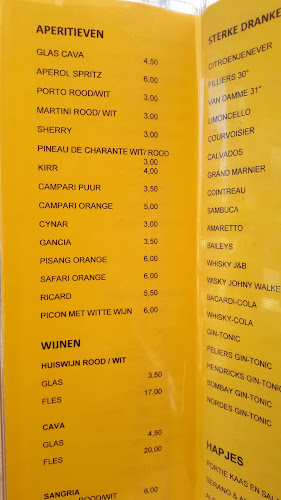 APERITIEVEN
GLAS CAVA 4,50
APEROL SPRITZ 6,00
PORTO ROOD/WIT 3,00
MARTINI ROOD/ WIT 3,00
SHERRY 3,00
PINEAU DE CHARANTE WIT/ ROOD
3,00
KIRR 4,00
CAMPARI PUUR 3,50
CAMPARI ORANGE 5,00
CYNAR 3,00
GANCIA 3,50
PISANG ORANGE 6,00
SAFARI ORANGE 6,00
RICARD 5,50
PICON MET WITTE WIJN 6,00
WIJNEN
HUISWIJN ROOD / WIT
GLAS 3,50
FLES 17,00
CAVA
GLAS 4,50
FLES 20,00
SANGRIA
6,00
STERKE DRANKE
CITROENJENEVER
FILLIERS 30°
VAN DAMME 31°
LIMONCELLO
COURVOISIER
CALVADOS
GRAND MARNIER
COINTREAU
SAMBUCA
AMARETTO
BAILEYS
WHISKY J&B
WISKY JOHNY WALKE
BACARDI-COLA
WHISKY-COLA
GIN-TONIC
FELIERS GIN-TONIC
HENDRICKS GIN-TONIC
BOMBAY GIN-TONIC
NORDES GIN-TONIC
HAPJES
PORTIE KAAS EN SALA
SERANO &